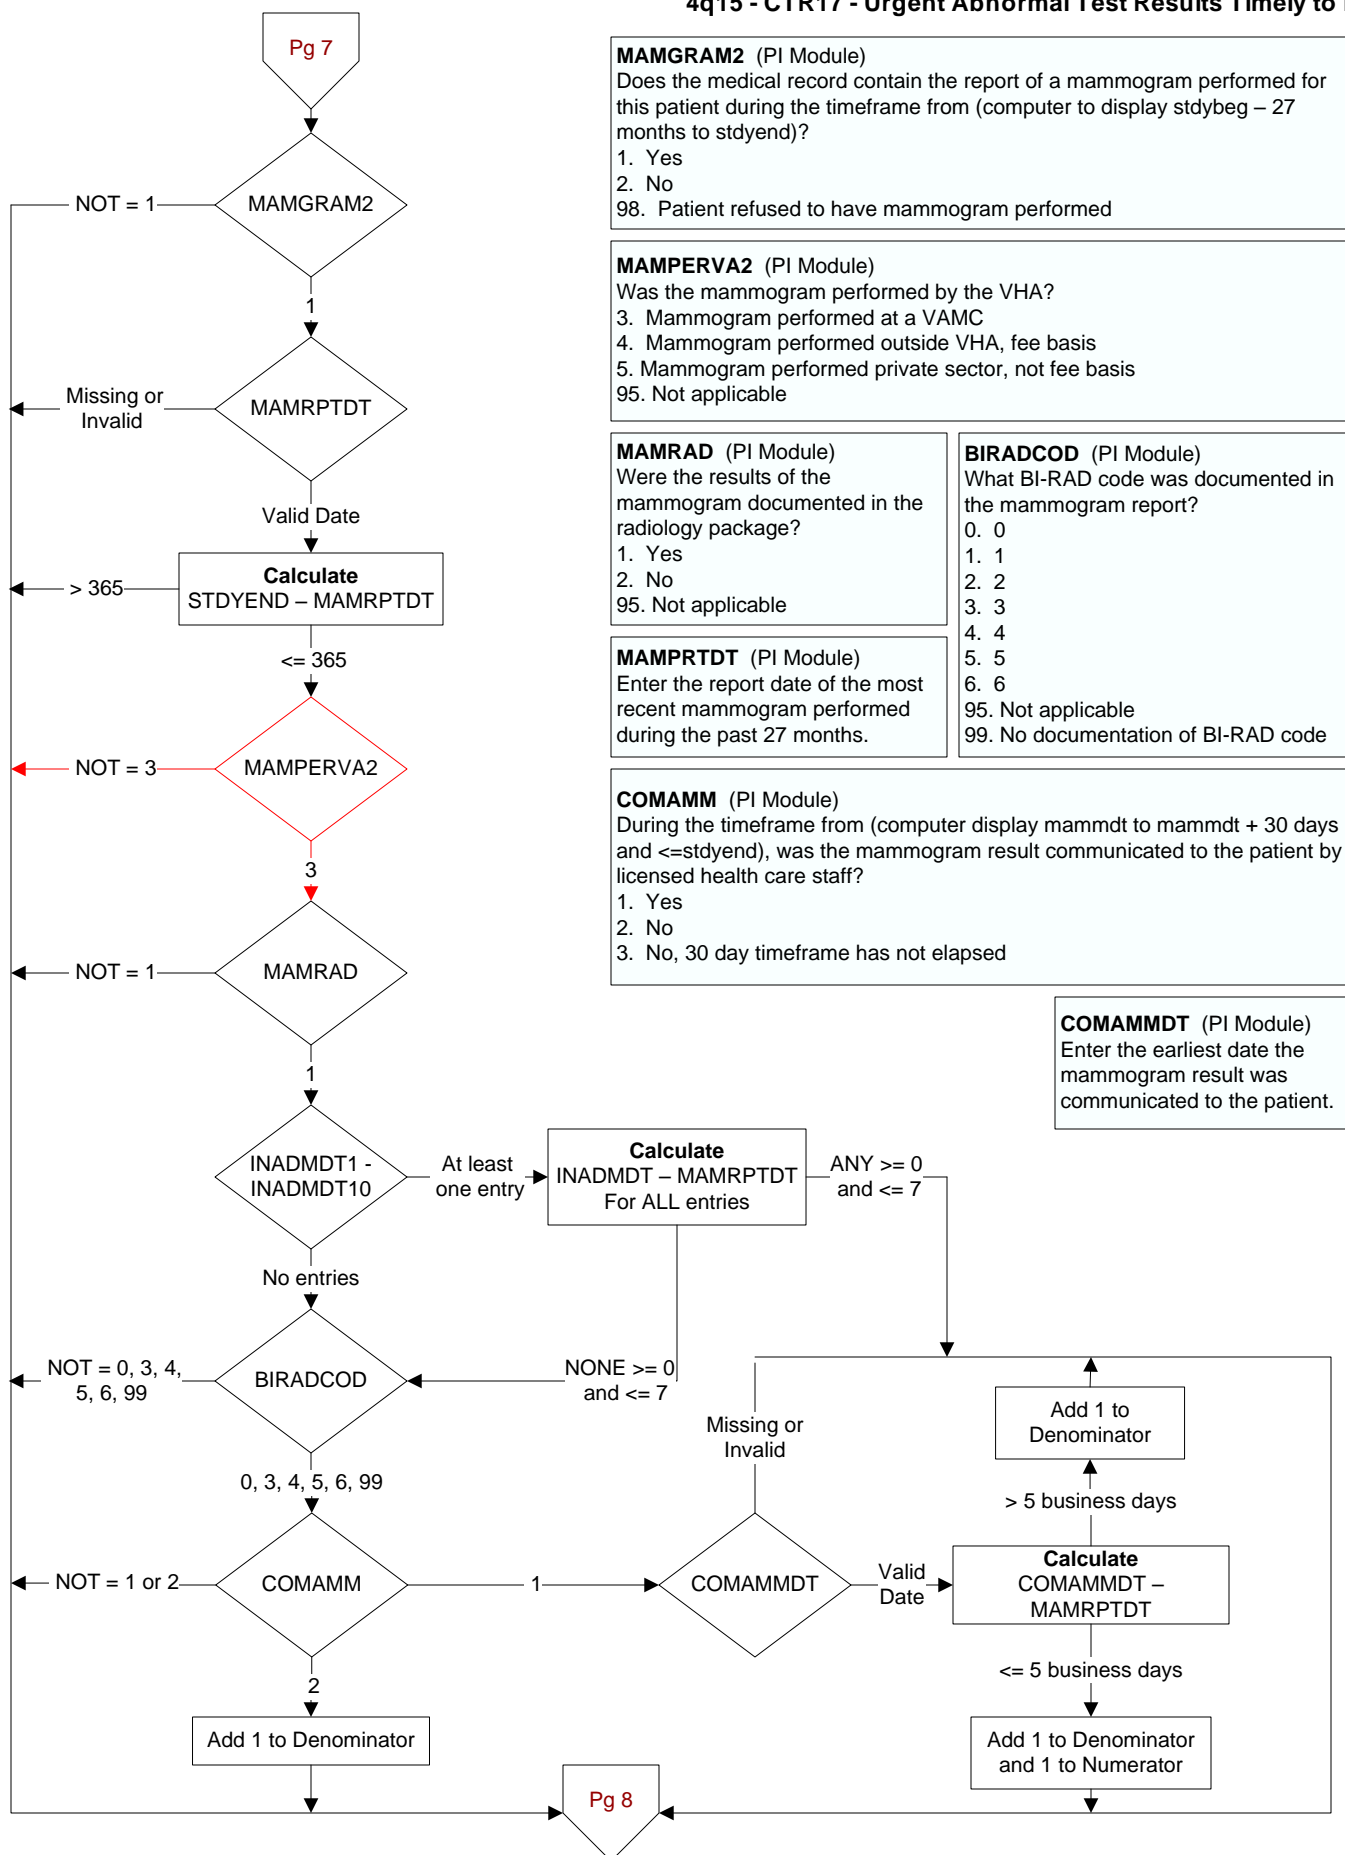 4q15 - CTR17 - Urgent Abnormal Test Results Timely to
Pg 7
MAMGRAM2 (PI Module)
Does the medical record contain the report of a mammogram performed for
this patient during the timeframe from (computer to display stdybeg – 27
months to stdyend)?
1. Yes
2. No
98. Patient refused to have mammogram performed
MAMPERVA2 (PI Module)
Was the mammogram performed by the VHA?
3. Mammogram performed at a VAMC
4. Mammogram performed outside VHA, fee basis
5. Mammogram performed private sector, not fee basis
95. Not applicable
MAMRAD (PI Module)
Were the results of the
mammogram documented in the
radiology package?
1. Yes
2. No
95. Not applicable
BIRADCOD (PI Module)
What BI-RAD code was documented in
the mammogram report?
0. 0
1. 1
2. 2
3. 3
4. 4
5. 5
6. 6
95. Not applicable
99. No documentation of BI-RAD code
MAMPRTDT (PI Module)
Enter the report date of the most
recent mammogram performed
during the past 27 months.
COMAMM (PI Module)
During the timeframe from (computer display mammdt to mammdt + 30 days
and <=stdyend), was the mammogram result communicated to the patient by
licensed health care staff?
1. Yes
2. No
3. No, 30 day timeframe has not elapsed
COMAMMDT (PI Module)
Enter the earliest date the
mammogram result was
communicated to the patient.
MAMGRAM2
NOT = 1
1
MAMRPTDT
Missing or
Invalid
Valid Date
Calculate
STDYEND – MAMRPTDT
> 365
<= 365
MAMPERVA2
NOT = 3
3
MAMRAD
NOT = 1
1
INADMDT1 -
INADMDT10
At least
one entry
Calculate
INADMDT – MAMRPTDT
For ALL entries
ANY >= 0
and <= 7
No entries
NONE >= 0
and <= 7
BIRADCOD
NOT = 0, 3, 4,
5, 6, 99
0, 3, 4, 5, 6, 99
COMAMM
NOT = 1 or 2
1
COMAMMDT
Missing or
Invalid
Valid
Date
Calculate
COMAMMDT –
MAMRPTDT
> 5 business days
Add 1 to
Denominator
<= 5 business days
Add 1 to Denominator
and 1 to Numerator
2
Add 1 to Denominator
Pg 8